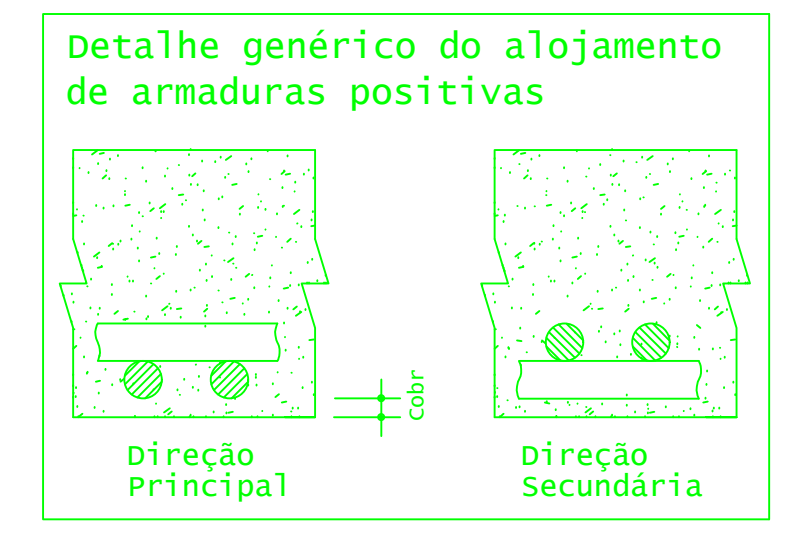 Detalhe genérico do alojamento
de armaduras positivas
Cobr
Direção
Principal
Direção
Secundária